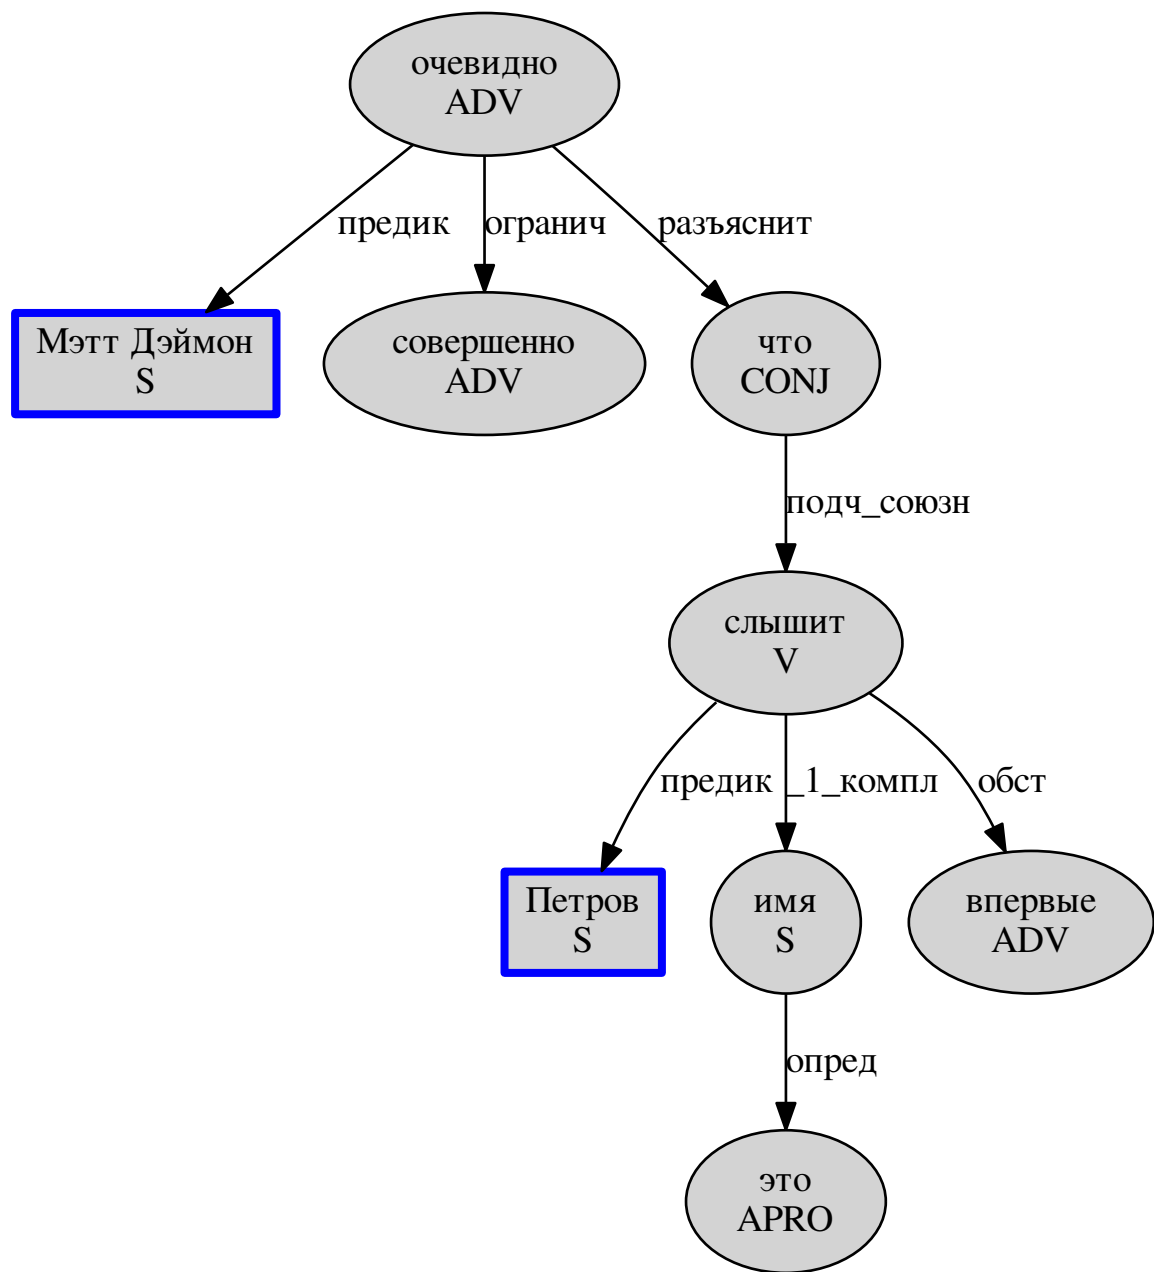 очевидно
ADV
предик
огранич
разъяснит
Мэтт Дэймон
S
совершенно
ADV
что
CONJ
подч_союзн
слышит
V
предик
_1_компл
обст
Петров
S
имя
S
впервые
ADV
опред
это
APRO